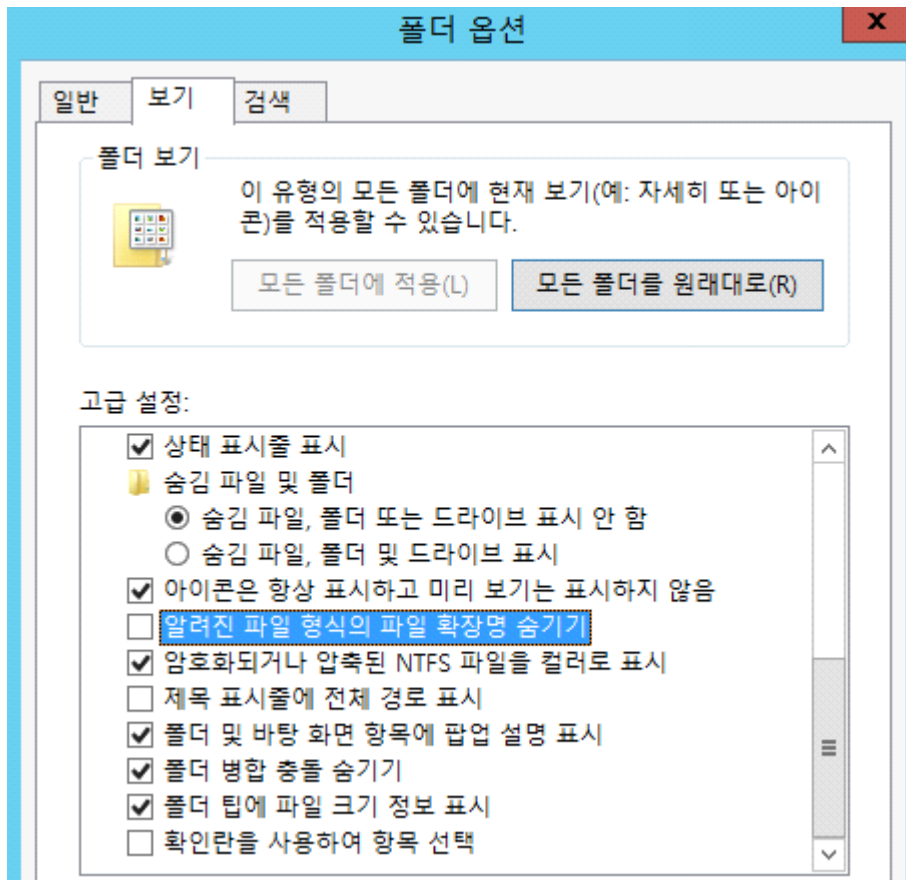 폴더 옵션
x
일반
보기
검색
폴더 보기
이 유형의 모든 폴더에 현재 보기(예: 자세히 또는 아이
콘)를 적용할 수 있습니다.
모든 폴더에 적용(L)
모든 폴더를 원래대로(R)
고급 설정:
상태 표시줄 표시
숨김 파일 및 폴더
숨김 파일, 폴더 또는 드라이브 표시 안 함
숨김 파일, 폴더 및 드라이브 표시
아이콘은 항상 표시하고 미리 보기는 표시하지 않음
알려진 파일 형식의 파일 확장명 숨기기
암호화되거나 압축된 NTFS 파일을 컬러로 표시
제목 표시줄에 전체 경로 표시
폴더 및 바탕 화면 항목에 팝업 설명 표시
폴더 병합 충돌 숨기기
폴더 팁에 파일 크기 정보 표시
확인란을 사용하여 항목 선택